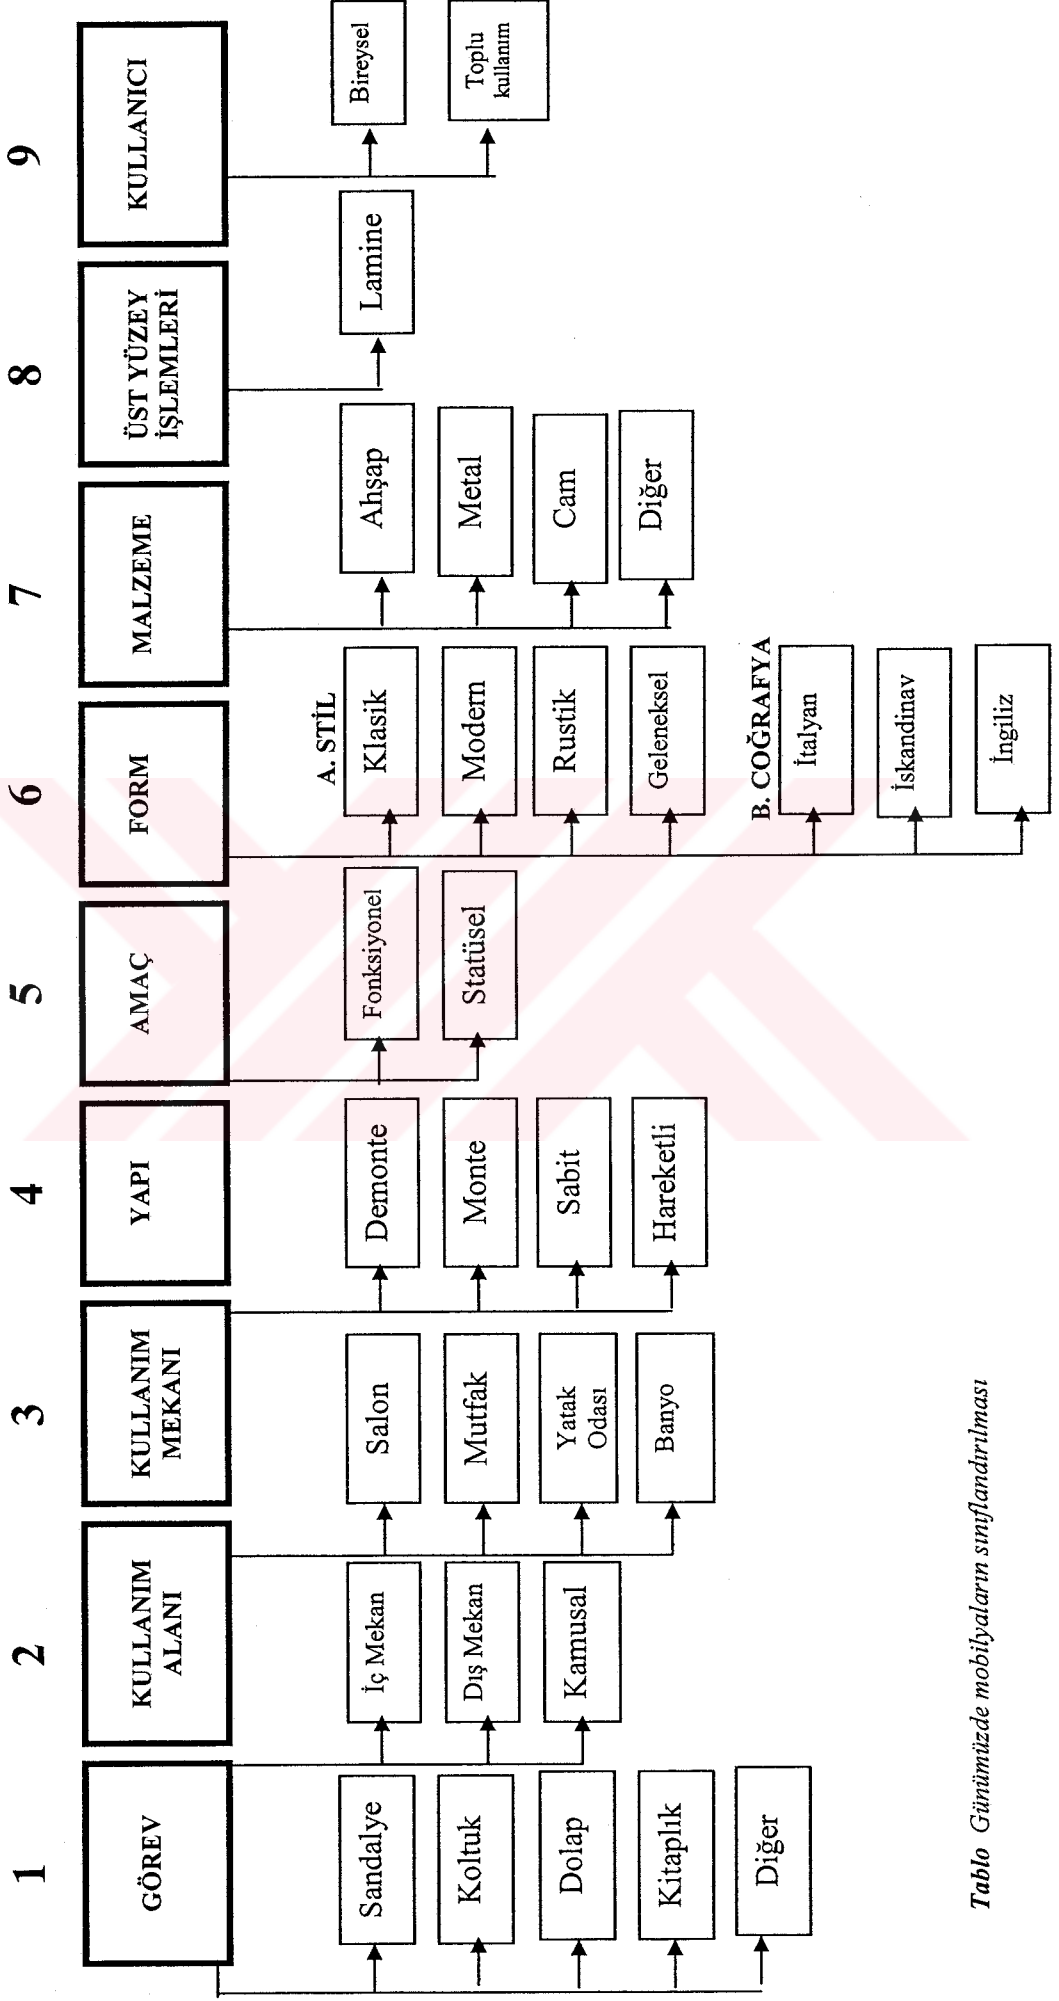 1
GÖREV
Sandalye
Koltuk
Dolap
Kitaplık
Diğer
2
KULLANIM
ALANI
İç Mekan
Dış Mekan
Kamusal
3
KULLANIM
MEKANI
Salon
Mutfak
Yatak
Odası
Banyo
4
YAPI
Demonte
Monte
Sabit
Hareketli
5
AMAÇ
Fonksiyonel
Statüsel
6
FORM
A. STİL
Klasik
Modern
Rustik
Geleneksel
B. COĞRAFYA
İtalyan
İskandinav
İngiliz
7
MALZEME
Ahşap
Metal
Cam
Diğer
8
ÜST YÜZEY
İŞLEMLERİ
Lamine
9
KULLANICI
Bireysel
Toplu
kullanım
Tablo Günümüzde mobilyaların sınıflandırılması